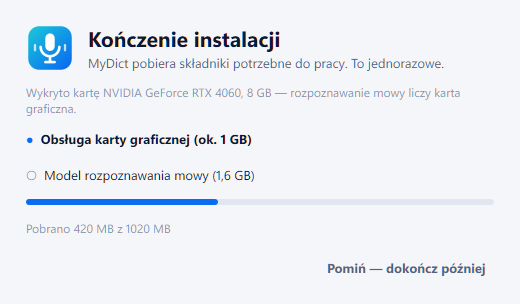 Kończenie instalacji
MyDict pobiera składniki potrzebne do pracy. To jednorazowe.
Wykryto kartę NVIDIA GeForce RTX 4060, 8 GB — rozpoznawanie mowy liczy karta
graficzna.
Obsługa karty graficznej (ok. 1 GB)
Model rozpoznawania mowy (1,6 GB)
Pobrano 420 MB z 1020 MB
Pomiń — dokończ później